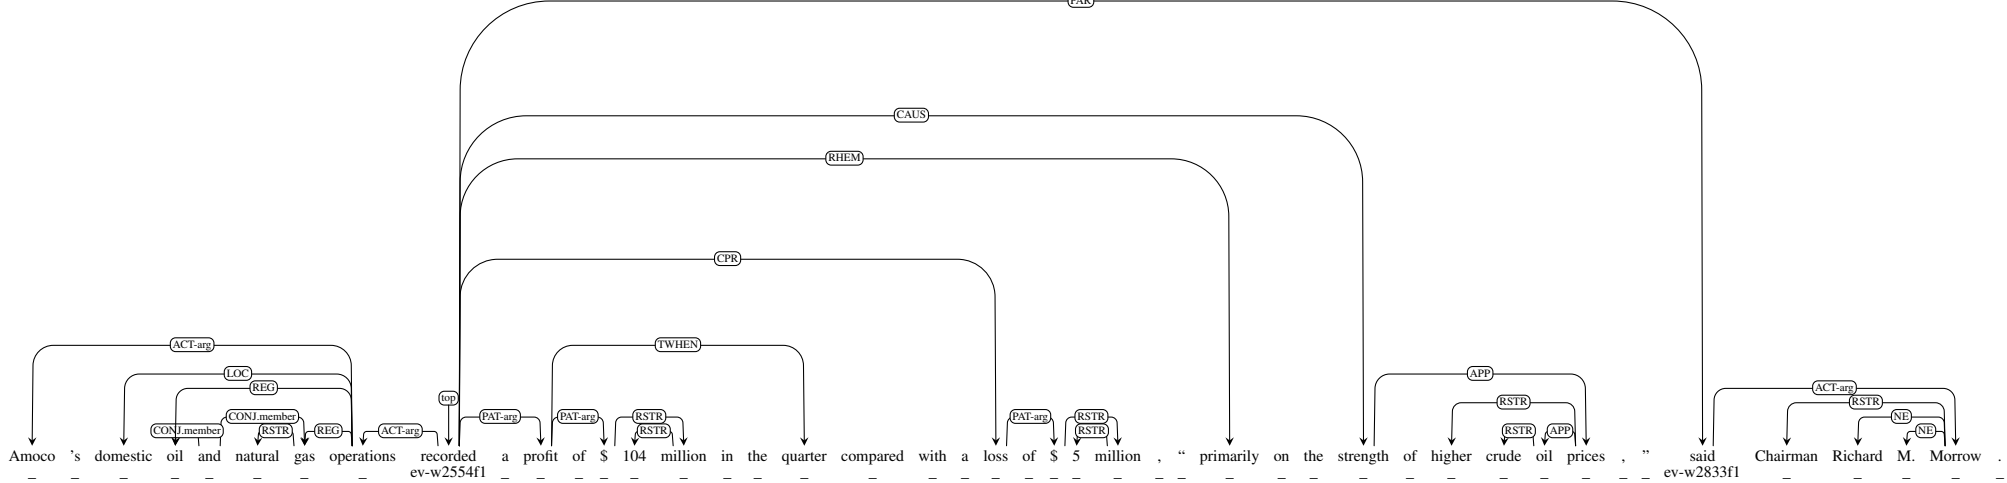 PAR
CAUS
RHEM
CPR
ACT-arg TWHEN
LOC APP
REG ACT-arg
top RSTR RSTR
CONJ.member PAT-arg PAT-arg RSTR PAT-arg RSTR NE
CONJ.member RSTR REG ACT-arg RSTR RSTR RSTR APP NE
Amoco 's domestic oil and natural gas operations recorded a profit of $ 104 million in the quarter compared with a loss of $ 5 million , “ primarily on the strength of higher crude oil prices , ” said Chairman Richard M. Morrow .
_ _ _ _ _ _ _ _ ev-w2554f1 _ _ _ _ _ _ _ _ _ _ _ _ _ _ _ _ _ _ _ _ _ _ _ _ _ _ _ _ _ _ ev-w2833f1 _ _ _ _ _